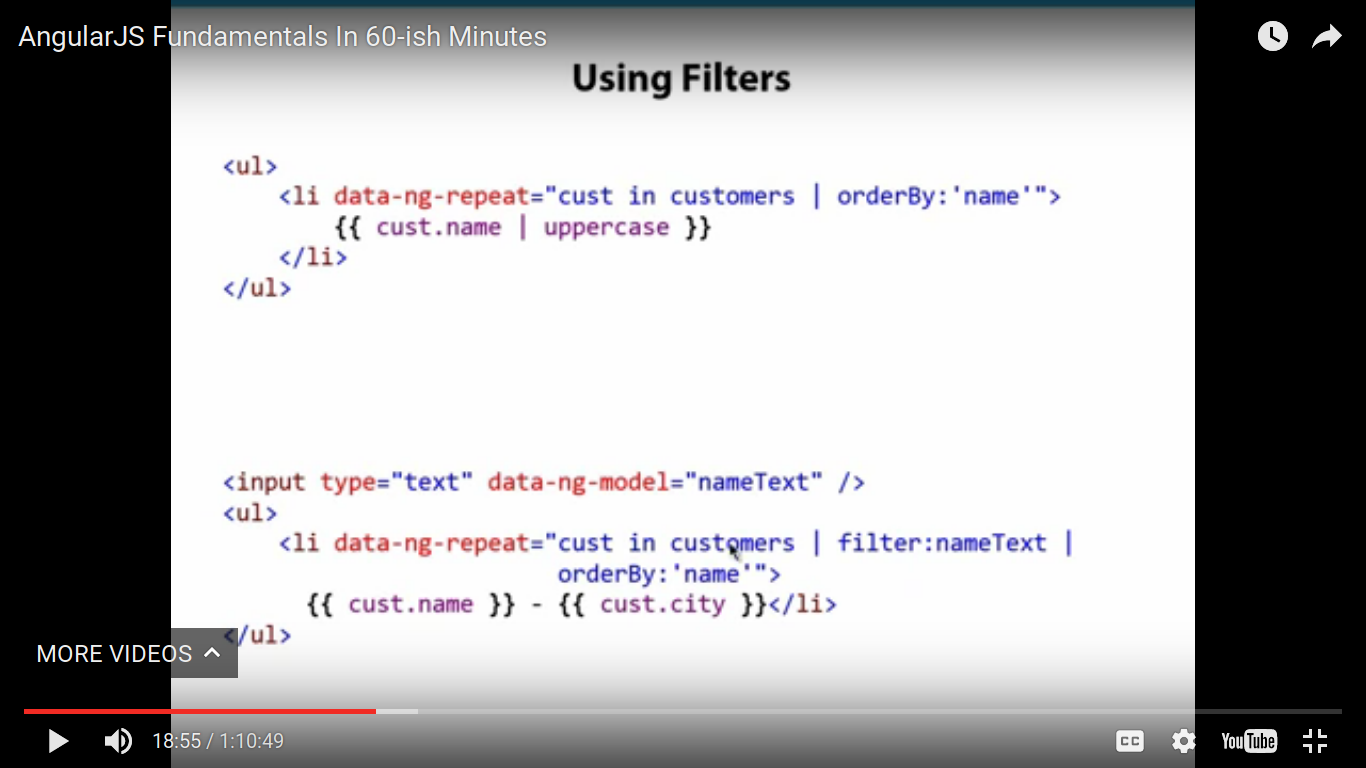 AngularJS Fundamentals In 60-ish Minutes
Using Filters
<ul>
    <li data-ng-repeat="cust in customers | orderBy:'name'">
        {{ cust.name | uppercase }}
    </li>
</ul>
<input type="text" data-ng-model="nameText" />
<ul>
    <li data-ng-repeat="cust in customers | filter:nameText |
                        orderBy:'name'">
      {{ cust.name }} - {{ cust.city }}</li>
</ul>
MORE VIDEOS
18:55 / 1:10:49
CC
YouTube